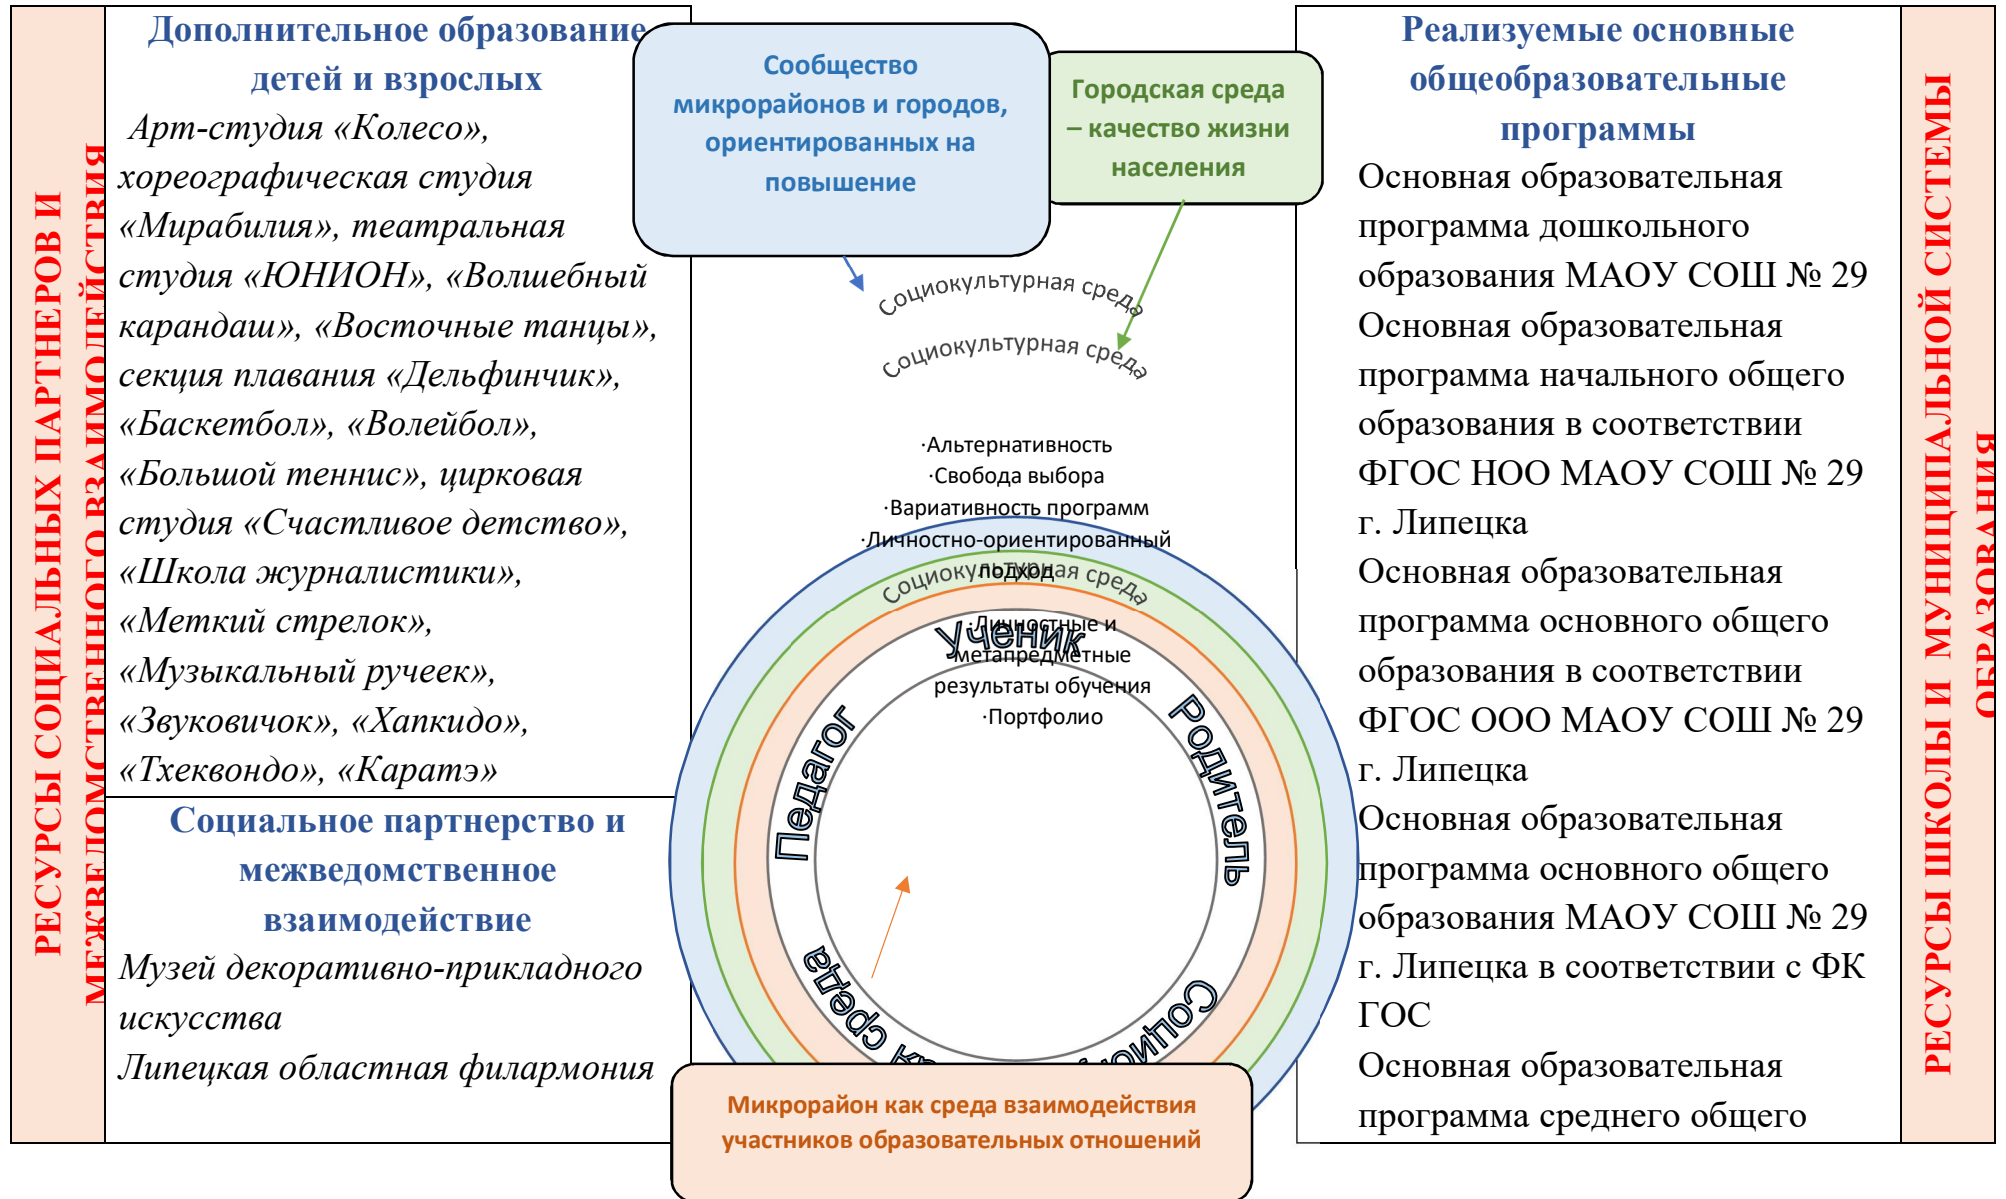 РЕСУРСЫ СОЦИАЛЬНЫХ ПАРТНЕРОВ И
МЕЖВЕДОМСТВЕННОГО ВЗАИМОДЕЙСТВИЯ
Дополнительное образование
детей и взрослых
Арт-студия «Колесо»,
хореографическая студия
«Мирабилия», театральная
студия «ЮНИОН», «Волшебный
карандаш», «Восточные танцы»,
секция плавания «Дельфинчик»,
«Баскетбол», «Волейбол»,
«Большой теннис», цирковая
студия «Счастливое детство»,
«Школа журналистики»,
«Меткий стрелок»,
«Музыкальный ручеек»,
«Звуковичок», «Хапкидо»,
«Тхеквондо», «Каратэ»
Социальное партнерство и
межведомственное
взаимодействие
Музей декоративно-прикладного
искусства
Липецкая областная филармония
Сообщество
микрорайонов и городов,
ориентированных на
повышение
Городская среда
– качество жизни
населения
Социокультурная среда
Социокультурная среда
·Альтернативность
·Свобода выбора
·Вариативность программ
·Личностно-ориентированный
подход
Социокультурная среда
·Личностные и
метапредметные
результаты обучения
·Портфолио
Ученик
Педагог
Родитель
среда
Микрорайон как среда взаимодействия
участников образовательных отношений
Реализуемые основные
общеобразовательные
программы
Основная образовательная
программа дошкольного
образования МАОУ СОШ № 29
Основная образовательная
программа начального общего
образования в соответствии
ФГОС НОО МАОУ СОШ № 29
г. Липецка
Основная образовательная
программа основного общего
образования в соответствии
ФГОС ООО МАОУ СОШ № 29
г. Липецка
Основная образовательная
программа основного общего
образования МАОУ СОШ № 29
г. Липецка в соответствии с ФК
ГОС
Основная образовательная
программа среднего общего
РЕСУРСЫ ШКОЛЫ И МУНИЦИПАЛЬНОЙ СИСТЕМЫ
ОБРАЗОВАНИЯ